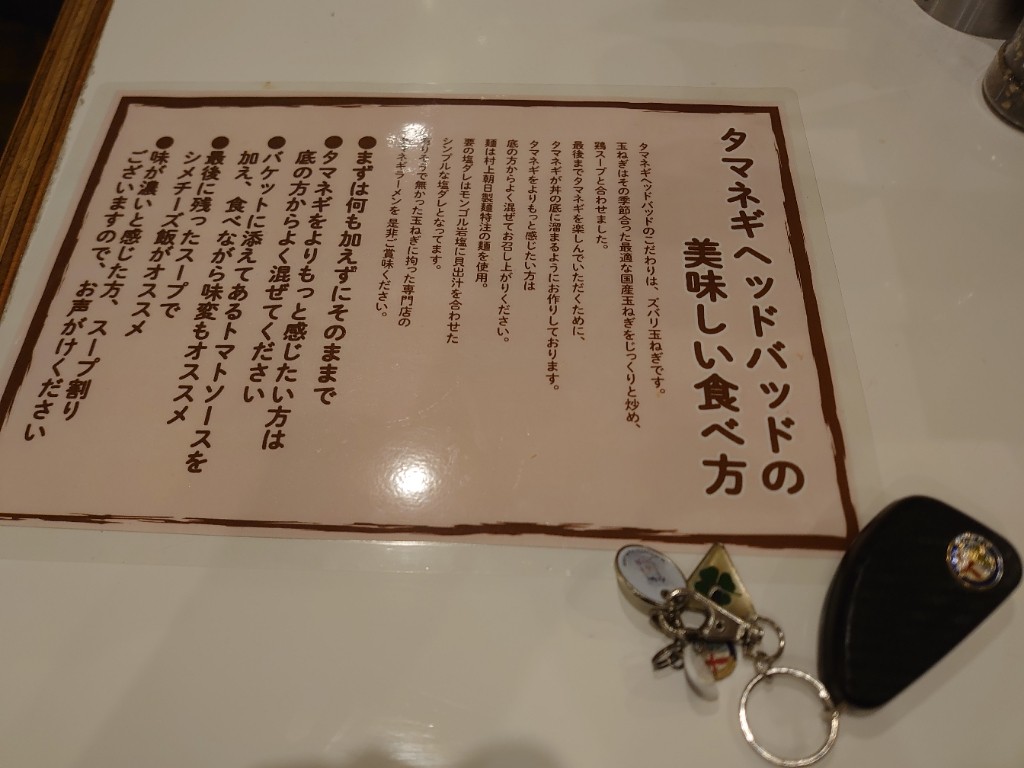 タマネギヘッドバッドの
美味しい食べ方
タマネギヘッドバッドのこだわりは、ズバリ玉ねぎです。
玉ねぎはその季節合った最適な国産玉ねぎをじっくりと炒め、
鶏スープと合わせました。
最後までタマネギを楽しんでいただくために、
タマネギが丼の底に溜まるようにお作りしております。
タマネギをよりもっと感じたい方は
底の方からよく混ぜてお召し上がりください。
麺は村上朝日製麺特注の麺を使用。
要の塩ダレはモンゴル岩塩に貝出汁を合わせた
シンプルな塩ダレとなってます。
ありそうで無かった玉ねぎに拘った専門店の
タマネギラーメンを是非ご賞味ください。
●まずは何も加えずにそのままで
●タマネギをよりもっと感じたい方は
底の方からよく混ぜてください
●バケットに添えてあるトマトソースを
加え、食べながら味変もオススメ
●最後に残ったスープで
シメチーズ飯がオススメ
●味が濃いと感じた方、スープ割り
ございますので、お声がけください